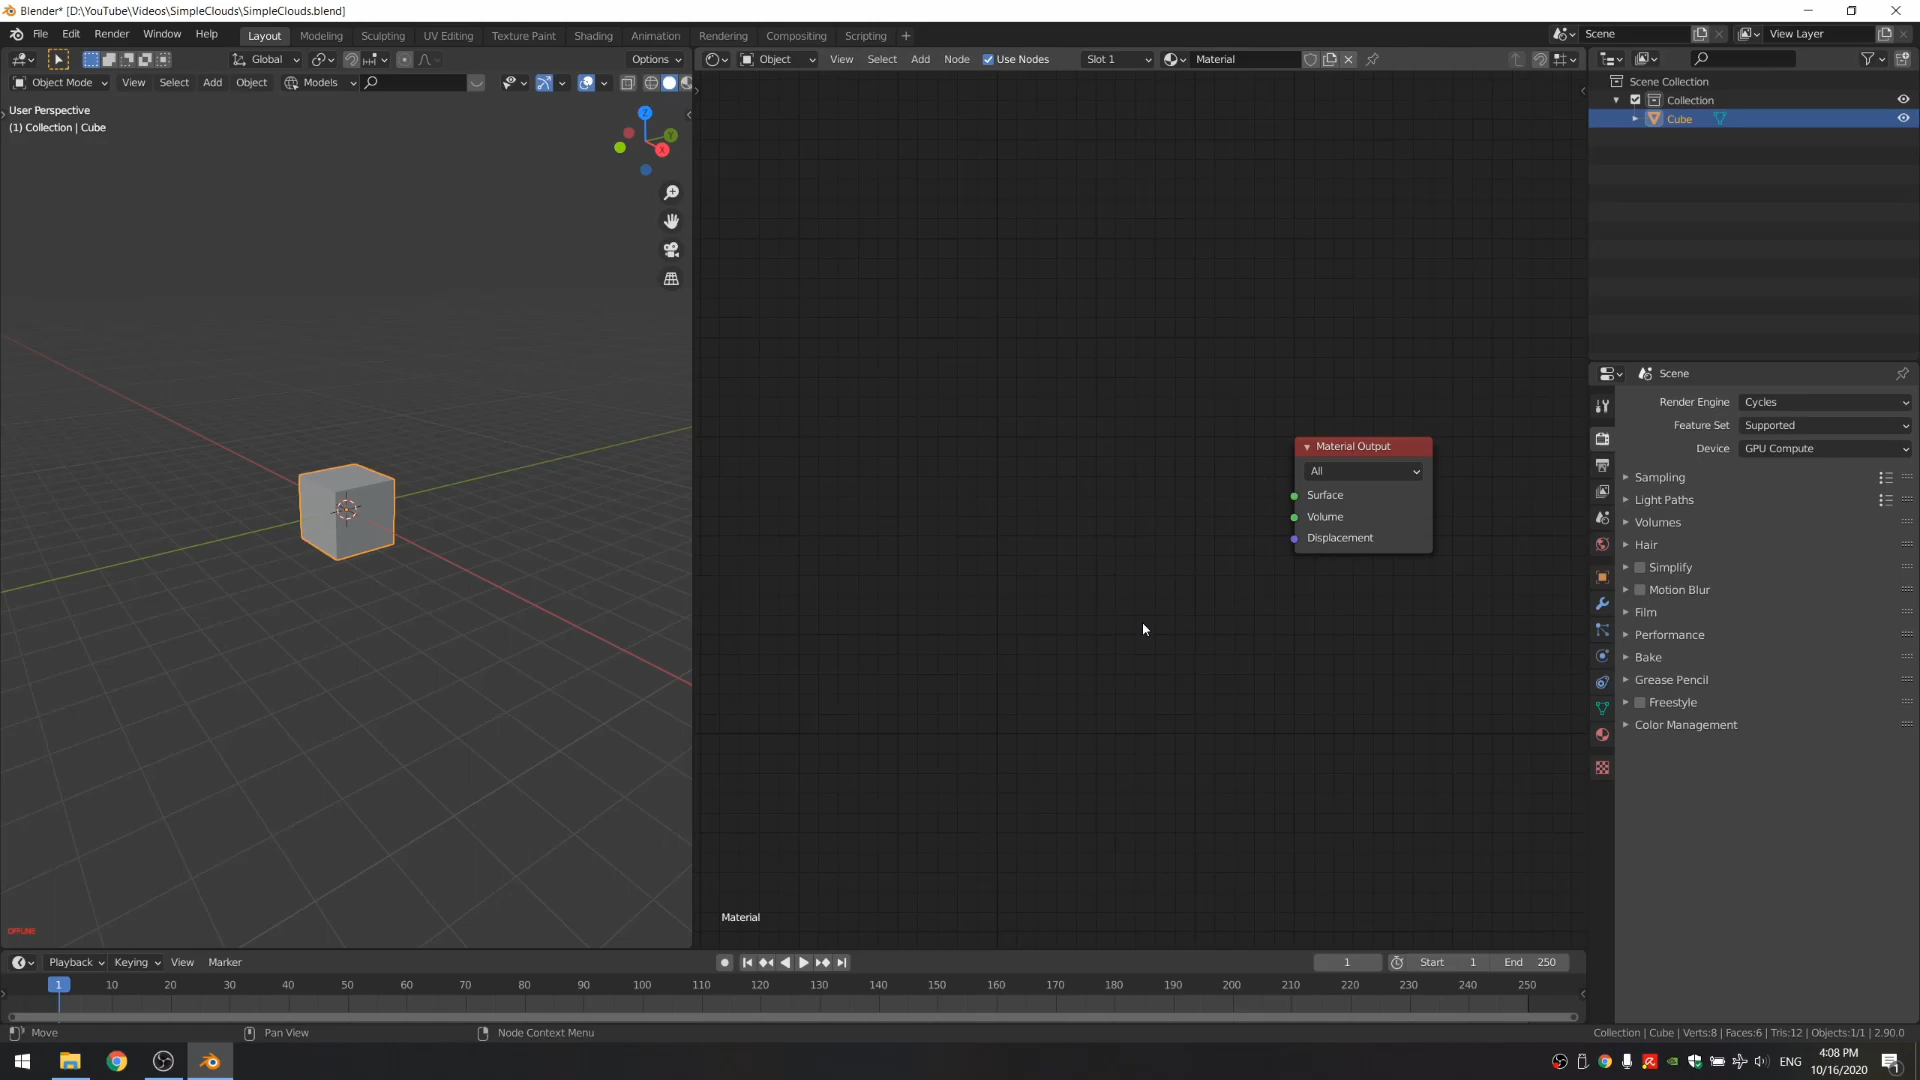 Blender* [D:\YouTube\Videos\SimpleClouds\SimpleClouds.blend]
File Edit Render Window Help Layout Modeling Sculpting UV Editing Texture Paint Shading Animation Rendering Compositing Scripting + Scene View Layer
Global Options Object View Select Add Node Use Nodes Slot 1 Material
Object Mode View Select Add Object Models
User Perspective
(1) Collection | Cube
Z
Y
X
Scene Collection
Collection
Cube
Scene
Render Engine Cycles
Feature Set Supported
Device GPU Compute
Sampling
Light Paths
Volumes
Hair
Simplify
Motion Blur
Film
Performance
Bake
Grease Pencil
Freestyle
Color Management
Material Output
All
Surface
Volume
Displacement
Material
OFFLINE
Playback Keying View Marker 1 Start 1 End 250
1 10 20 30 40 50 60 70 80 90 100 110 120 130 140 150 160 170 180 190 200 210 220 230 240 250
Move Pan View Node Context Menu Collection | Cube | Verts:8 | Faces:6 | Tris:12 | Objects:1/1 | 2.90.0
ENG
4:08 PM
10/16/2020
1